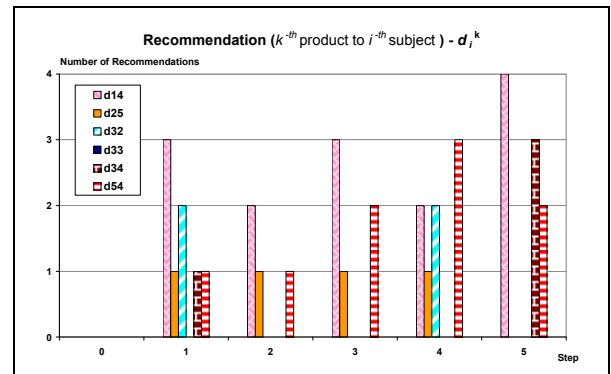 Recommendation (k -th product to i -th subject ) - d i k
Number of Recommendations
4
3
2
1
0
d14
d25
d32
d33
d34
d54
0 1 2 3 4 5
Step